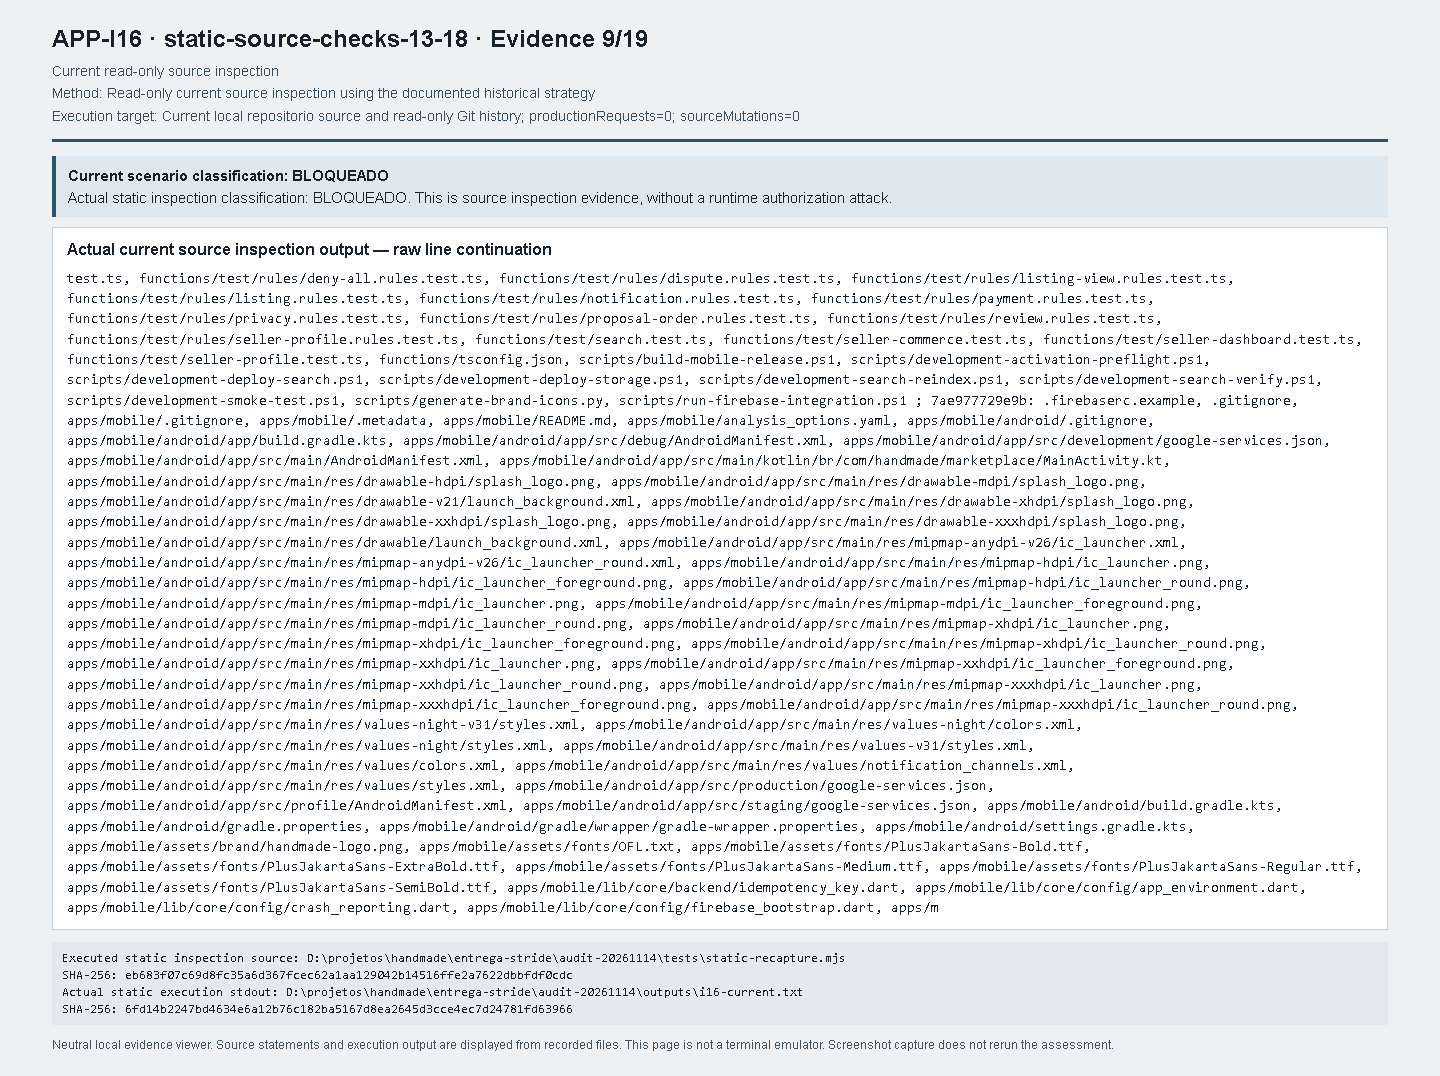 APP-I16 · static-source-checks-13-18 · Evidence 9/19
Current read-only source inspection
Method: Read-only current source inspection using the documented historical strategy
Execution target: Current local repositorio source and read-only Git history; productionRequests=0; sourceMutations=0
Current scenario classification: BLOQUEADO
Actual static inspection classification: BLOQUEADO. This is source inspection evidence, without a runtime authorization attack.
Actual current source inspection output — raw line continuation
test.ts, functions/test/rules/deny-all.rules.test.ts, functions/test/rules/dispute.rules.test.ts, functions/test/rules/listing-view.rules.test.ts,
functions/test/rules/listing.rules.test.ts, functions/test/rules/notification.rules.test.ts, functions/test/rules/payment.rules.test.ts,
functions/test/rules/privacy.rules.test.ts, functions/test/rules/proposal-order.rules.test.ts, functions/test/rules/review.rules.test.ts,
functions/test/rules/seller-profile.rules.test.ts, functions/test/search.test.ts, functions/test/seller-commerce.test.ts, functions/test/seller-dashboard.test.ts,
functions/test/seller-profile.test.ts, functions/tsconfig.json, scripts/build-mobile-release.ps1, scripts/development-activation-preflight.ps1,
scripts/development-deploy-search.ps1, scripts/development-deploy-storage.ps1, scripts/development-search-reindex.ps1, scripts/development-search-verify.ps1,
scripts/development-smoke-test.ps1, scripts/generate-brand-icons.py, scripts/run-firebase-integration.ps1 ; 7ae977729e9b: .firebaserc.example, .gitignore,
apps/mobile/.gitignore, apps/mobile/.metadata, apps/mobile/README.md, apps/mobile/analysis_options.yaml, apps/mobile/android/.gitignore,
apps/mobile/android/app/build.gradle.kts, apps/mobile/android/app/src/debug/AndroidManifest.xml, apps/mobile/android/app/src/development/google-services.json,
apps/mobile/android/app/src/main/AndroidManifest.xml, apps/mobile/android/app/src/main/kotlin/br/com/handmade/marketplace/MainActivity.kt,
apps/mobile/android/app/src/main/res/drawable-hdpi/splash_logo.png, apps/mobile/android/app/src/main/res/drawable-mdpi/splash_logo.png,
apps/mobile/android/app/src/main/res/drawable-v21/launch_background.xml, apps/mobile/android/app/src/main/res/drawable-xhdpi/splash_logo.png,
apps/mobile/android/app/src/main/res/drawable-xxhdpi/splash_logo.png, apps/mobile/android/app/src/main/res/drawable-xxxhdpi/splash_logo.png,
apps/mobile/android/app/src/main/res/drawable/launch_background.xml, apps/mobile/android/app/src/main/res/mipmap-anydpi-v26/ic_launcher.xml,
apps/mobile/android/app/src/main/res/mipmap-anydpi-v26/ic_launcher_round.xml, apps/mobile/android/app/src/main/res/mipmap-hdpi/ic_launcher.png,
apps/mobile/android/app/src/main/res/mipmap-hdpi/ic_launcher_foreground.png, apps/mobile/android/app/src/main/res/mipmap-hdpi/ic_launcher_round.png,
apps/mobile/android/app/src/main/res/mipmap-mdpi/ic_launcher.png, apps/mobile/android/app/src/main/res/mipmap-mdpi/ic_launcher_foreground.png,
apps/mobile/android/app/src/main/res/mipmap-mdpi/ic_launcher_round.png, apps/mobile/android/app/src/main/res/mipmap-xhdpi/ic_launcher.png,
apps/mobile/android/app/src/main/res/mipmap-xhdpi/ic_launcher_foreground.png, apps/mobile/android/app/src/main/res/mipmap-xhdpi/ic_launcher_round.png,
apps/mobile/android/app/src/main/res/mipmap-xxhdpi/ic_launcher.png, apps/mobile/android/app/src/main/res/mipmap-xxhdpi/ic_launcher_foreground.png,
apps/mobile/android/app/src/main/res/mipmap-xxhdpi/ic_launcher_round.png, apps/mobile/android/app/src/main/res/mipmap-xxxhdpi/ic_launcher.png,
apps/mobile/android/app/src/main/res/mipmap-xxxhdpi/ic_launcher_foreground.png, apps/mobile/android/app/src/main/res/mipmap-xxxhdpi/ic_launcher_round.png,
apps/mobile/android/app/src/main/res/values-night-v31/styles.xml, apps/mobile/android/app/src/main/res/values-night/colors.xml,
apps/mobile/android/app/src/main/res/values-night/styles.xml, apps/mobile/android/app/src/main/res/values-v31/styles.xml,
apps/mobile/android/app/src/main/res/values/colors.xml, apps/mobile/android/app/src/main/res/values/notification_channels.xml,
apps/mobile/android/app/src/main/res/values/styles.xml, apps/mobile/android/app/src/production/google-services.json,
apps/mobile/android/app/src/profile/AndroidManifest.xml, apps/mobile/android/app/src/staging/google-services.json, apps/mobile/android/build.gradle.kts,
apps/mobile/android/gradle.properties, apps/mobile/android/gradle/wrapper/gradle-wrapper.properties, apps/mobile/android/settings.gradle.kts,
apps/mobile/assets/brand/handmade-logo.png, apps/mobile/assets/fonts/OFL.txt, apps/mobile/assets/fonts/PlusJakartaSans-Bold.ttf,
apps/mobile/assets/fonts/PlusJakartaSans-ExtraBold.ttf, apps/mobile/assets/fonts/PlusJakartaSans-Medium.ttf, apps/mobile/assets/fonts/PlusJakartaSans-Regular.ttf,
apps/mobile/assets/fonts/PlusJakartaSans-SemiBold.ttf, apps/mobile/lib/core/backend/idempotency_key.dart, apps/mobile/lib/core/config/app_environment.dart,
apps/mobile/lib/core/config/crash_reporting.dart, apps/mobile/lib/core/config/firebase_bootstrap.dart, apps/m
Executed static inspection source: D:\projetos\handmade\entrega-stride\audit-20261114\tests\static-recapture.mjs
SHA-256: eb683f07c69d8fc35a6d367fcec62a1aa129042b14516ffe2a7622dbbfdf0cdc
Actual static execution stdout: D:\projetos\handmade\entrega-stride\audit-20261114\outputs\i16-current.txt
SHA-256: 6fd14b2247bd4634e6a12b76c182ba5167d8ea2645d3cce4ec7d24781fd63966
Neutral local evidence viewer. Source statements and execution output are displayed from recorded files. This page is not a terminal emulator. Screenshot capture does not rerun the assessment.